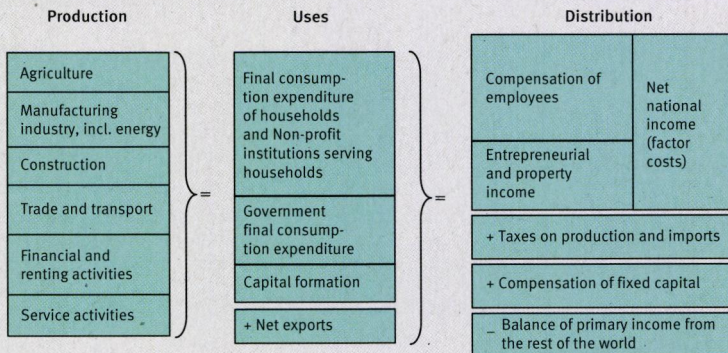 Production
Agriculture
Manufacturing
industry, incl. energy
Construction
Trade and transport
Financial and
renting activities
Service activities
=
Uses
Final consump-
tion expenditure
of households
and Non-profit
institutions serving
households
Government
final consump-
tion expenditure
Capital formation
+ Net exports
=
Distribution
Compensation of
employees
Entrepreneurial
and property
income
Net
national
income
(factor
costs)
+ Taxes on production and imports
+ Compensation of fixed capital
_ Balance of primary income from
the rest of the world